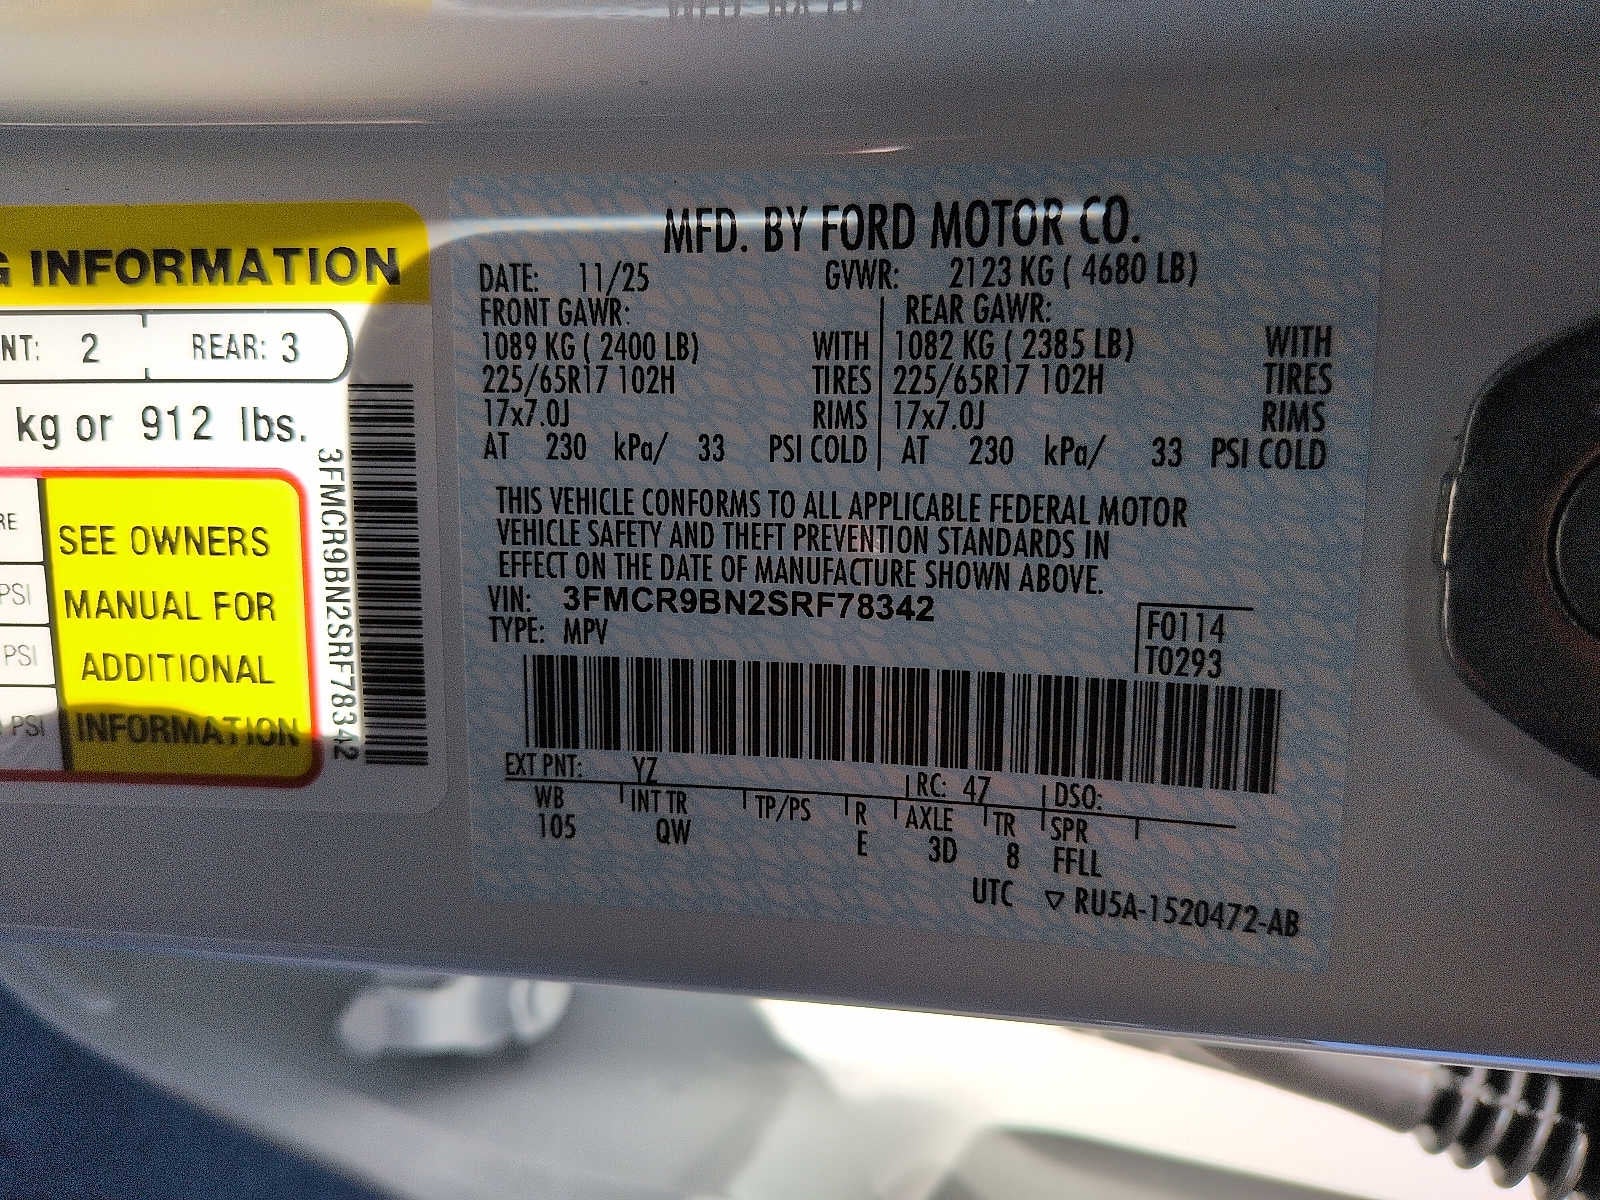 G INFORMATION
NT: 2 REAR: 3
kg or 912 lbs.
RE
PSI
PSI
PSI
SEE OWNERS
MANUAL FOR
ADDITIONAL
INFORMATION
3FMCR9BN2SRF78342
MFD. BY FORD MOTOR CO.
DATE: 11/25 GVWR: 2123 KG ( 4680 LB)
FRONT GAWR: REAR GAWR:
1089 KG ( 2400 LB) WITH 1082 KG ( 2385 LB) WITH
225/65R17 102H TIRES 225/65R17 102H TIRES
17x7.0J RIMS 17x7.0J RIMS
AT 230 kPa/ 33 PSI COLD AT 230 kPa/ 33 PSI COLD
THIS VEHICLE CONFORMS TO ALL APPLICABLE FEDERAL MOTOR
VEHICLE SAFETY AND THEFT PREVENTION STANDARDS IN
EFFECT ON THE DATE OF MANUFACTURE SHOWN ABOVE.
VIN: 3FMCR9BN2SRF78342
TYPE: MPV
F0114
T0293
EXT PNT: YZ RC: 47 DSO:
WB INT TR TP/PS R AXLE TR SPR
105 QW E 3D 8 FFLL
UTC ▽ RU5A-1520472-AB